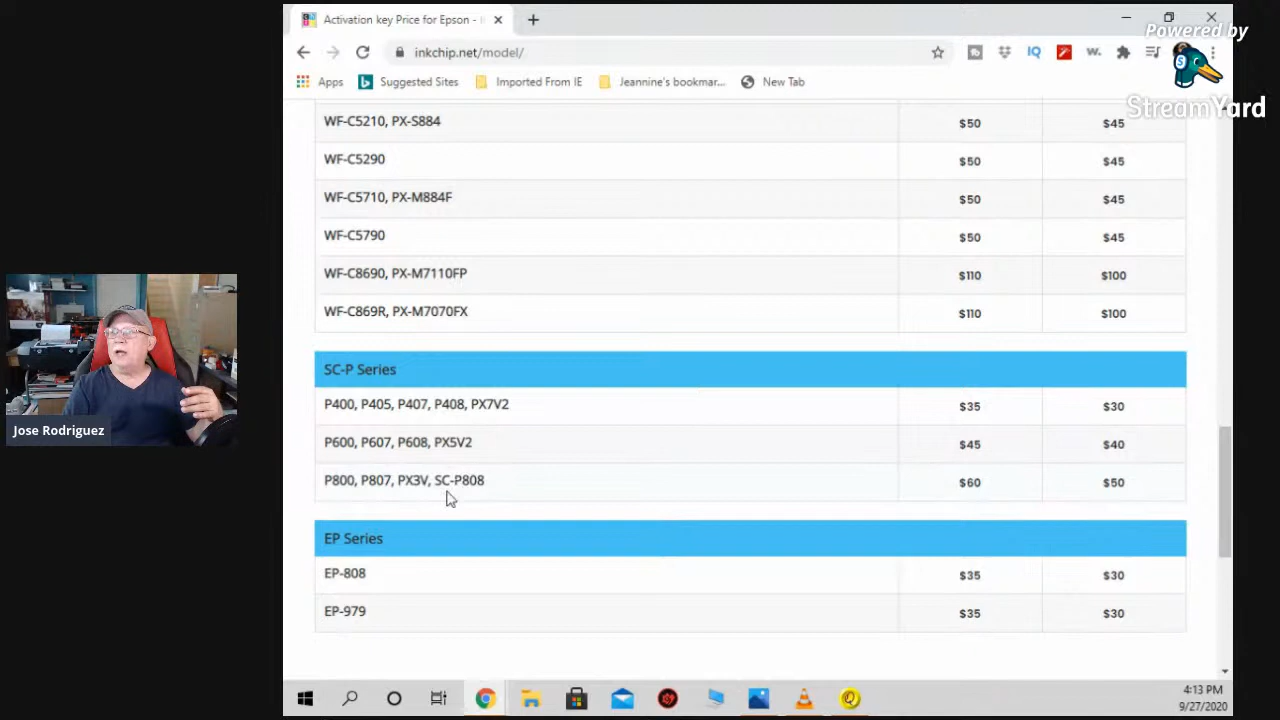 Activation key Price for Epson - I
Powered by
StreamYard
inkchip.net/model/
IQ
Apps
Suggested Sites
Imported From IE
Jeannine's bookmar...
New Tab
WF-C5210, PX-S884 $50 $45
WF-C5290 $50 $45
WF-C5710, PX-M884F $50 $45
WF-C5790 $50 $45
WF-C8690, PX-M7110FP $110 $100
WF-C869R, PX-M7070FX $110 $100
SC-P Series
P400, P405, P407, P408, PX7V2 $35 $30
P600, P607, P608, PX5V2 $45 $40
P800, P807, PX3V, SC-P808 $60 $50
EP Series
EP-808 $35 $30
EP-979 $35 $30
Jose Rodriguez
4:13 PM
9/27/2020